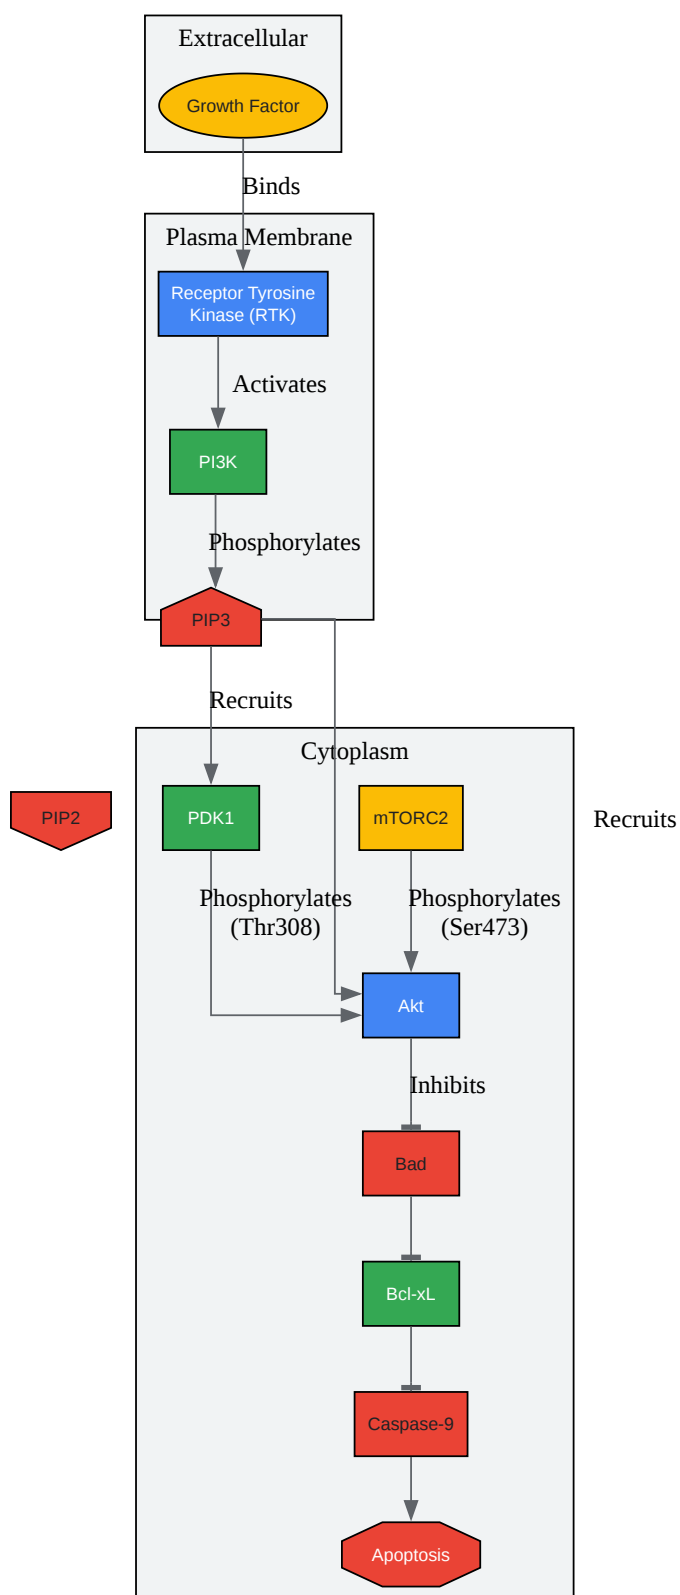 Extracellular
Growth Factor
Binds
Plasma Membrane
Receptor Tyrosine
Kinase (RTK)
Activates
PI3K
Phosphorylates
PIP3
Recruits
Cytoplasm
PIP2
PDK1
mTORC2
Recruits
Phosphorylates
(Thr308)
Phosphorylates
(Ser473)
Akt
Inhibits
Bad
Bcl-xL
Caspase-9
Apoptosis